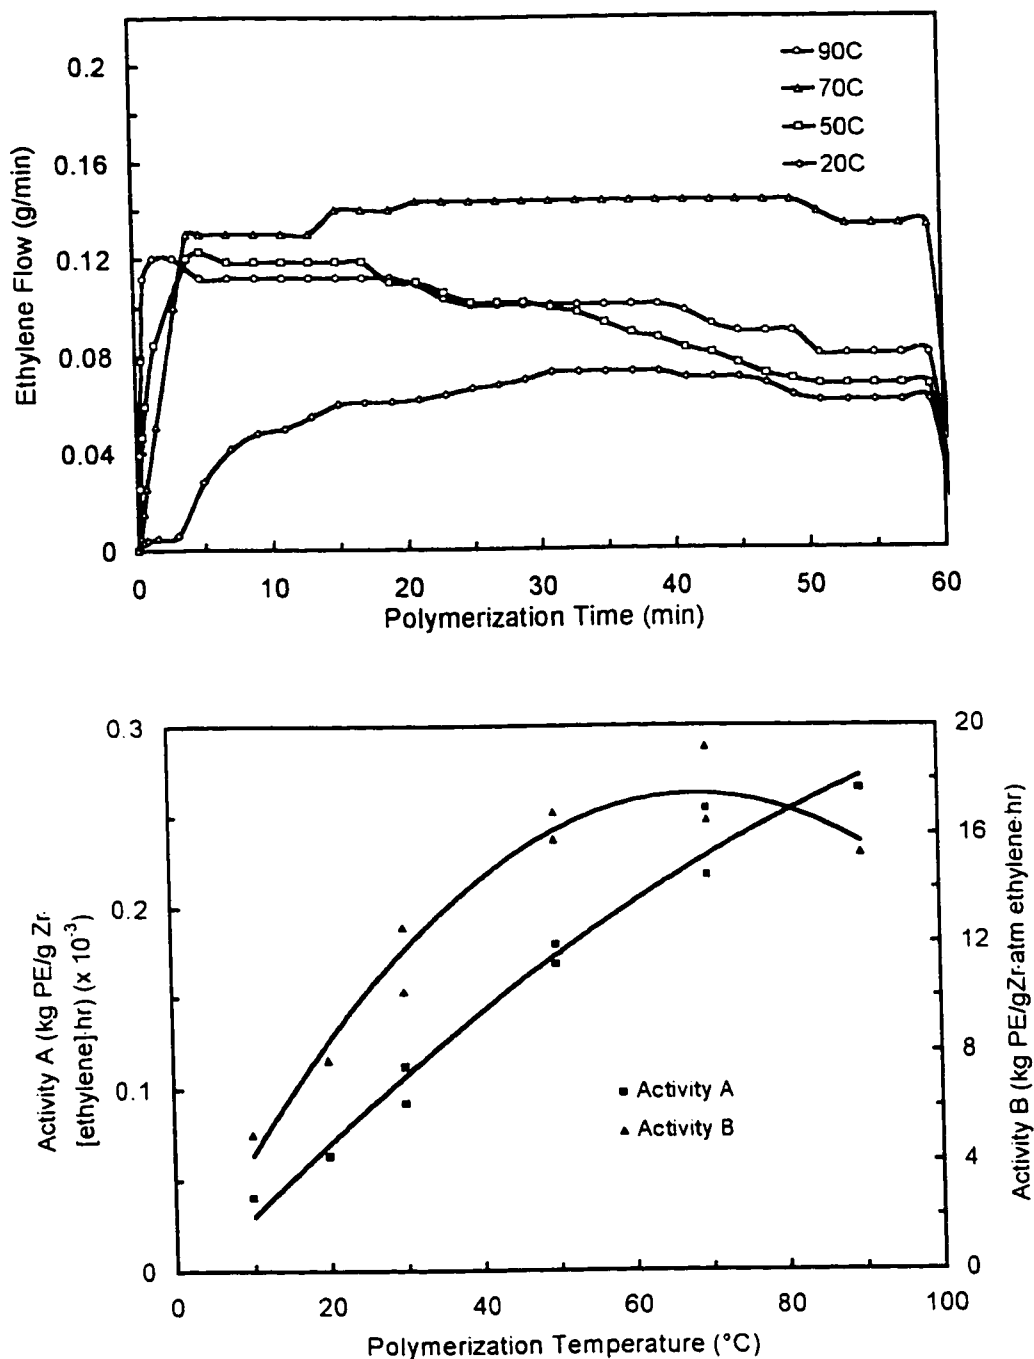 0.2
0.16
0.12
0.08
0.04
0
Ethylene Flow (g/min)
90C
70C
50C
20C
0 10 20 30 40 50 60
Polymerization Time (min)
0.3
0.2
0.1
0
Activity A (kg PE/g Zr·
[ethylene]·hr) (x 10⁻³)
20
16
12
8
4
0
Activity B (kg PE/gZr·atm ethylene·hr)
Activity A
Activity B
0 20 40 60 80 100
Polymerization Temperature (°C)